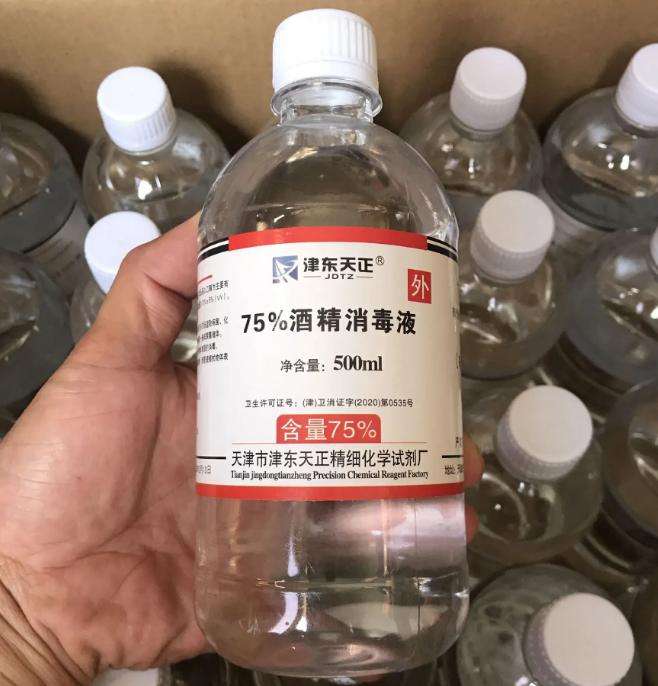 津东天正®
JDTZ
外
75%酒精消毒液
净含量：500ml
卫生许可证号：(津)卫消证字(2020)第0535号
含量75%
天津市津东天正精细化学试剂厂
Tianjin jingdongtianzheng Precision Chemical Reagent Factory